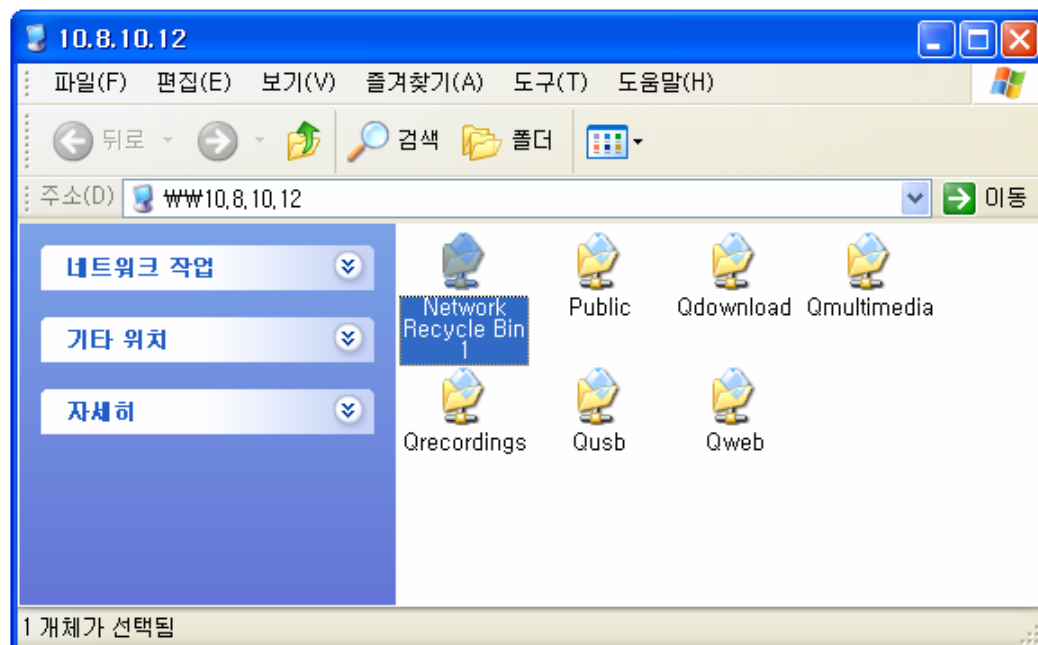 10.8.10.12
파일(F) 편집(E) 보기(V) 즐겨찾기(A) 도구(T) 도움말(H)
뒤로 검색 폴더
주소(D) ₩₩10.8.10.12 이동
네트워크 작업
기타 위치
자세히
Network Recycle Bin 1
Public
Qdownload
Qmultimedia
Qrecordings
Qusb
Qweb
1 개체가 선택됨